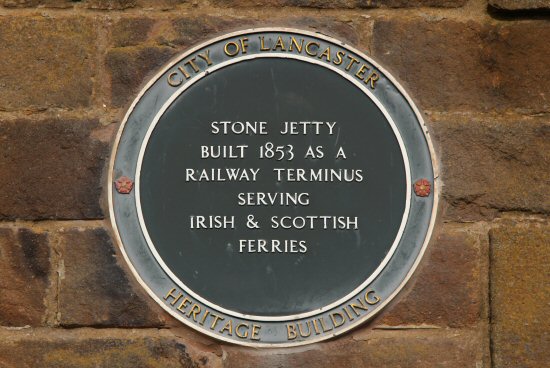 CITY OF LANCASTER
STONE JETTY
BUILT 1853 AS A
RAILWAY TERMINUS
SERVING
IRISH & SCOTTISH
FERRIES
HERITAGE BUILDING